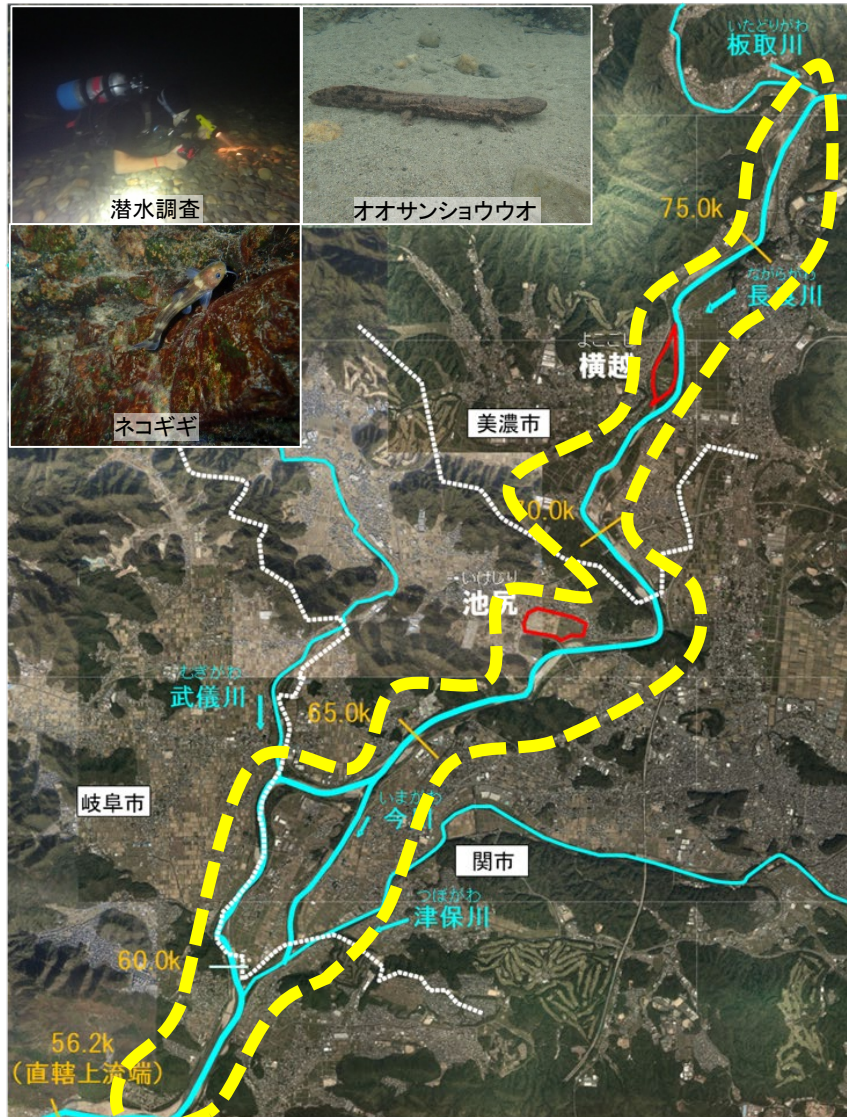 潜水調査
オオサンショウウオ
ネコギギ
いたどりがわ
板取川
75.0k
ながらがわ
長良川
よここし
横越
美濃市
70.0k
いけじり
池尻
むぎがわ
武儀川
65.0k
岐阜市
いまがわ
今川
関市
つぼがわ
津保川
60.0k
56.2k
(直轄上流端)